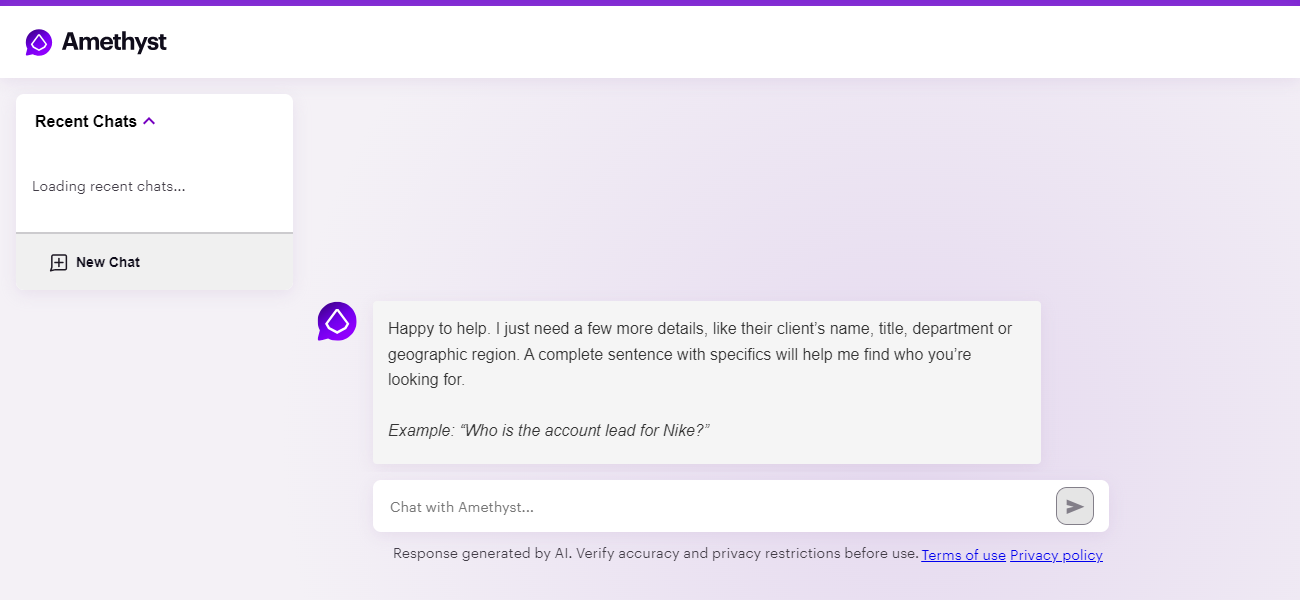 Amethyst
Recent Chats
Loading recent chats...
New Chat
Happy to help. I just need a few more details, like their client’s name, title, department or
geographic region. A complete sentence with specifics will help me find who you’re
looking for.
Example: “Who is the account lead for Nike?”
Chat with Amethyst...
Response generated by AI. Verify accuracy and privacy restrictions before use. Terms of use Privacy policy